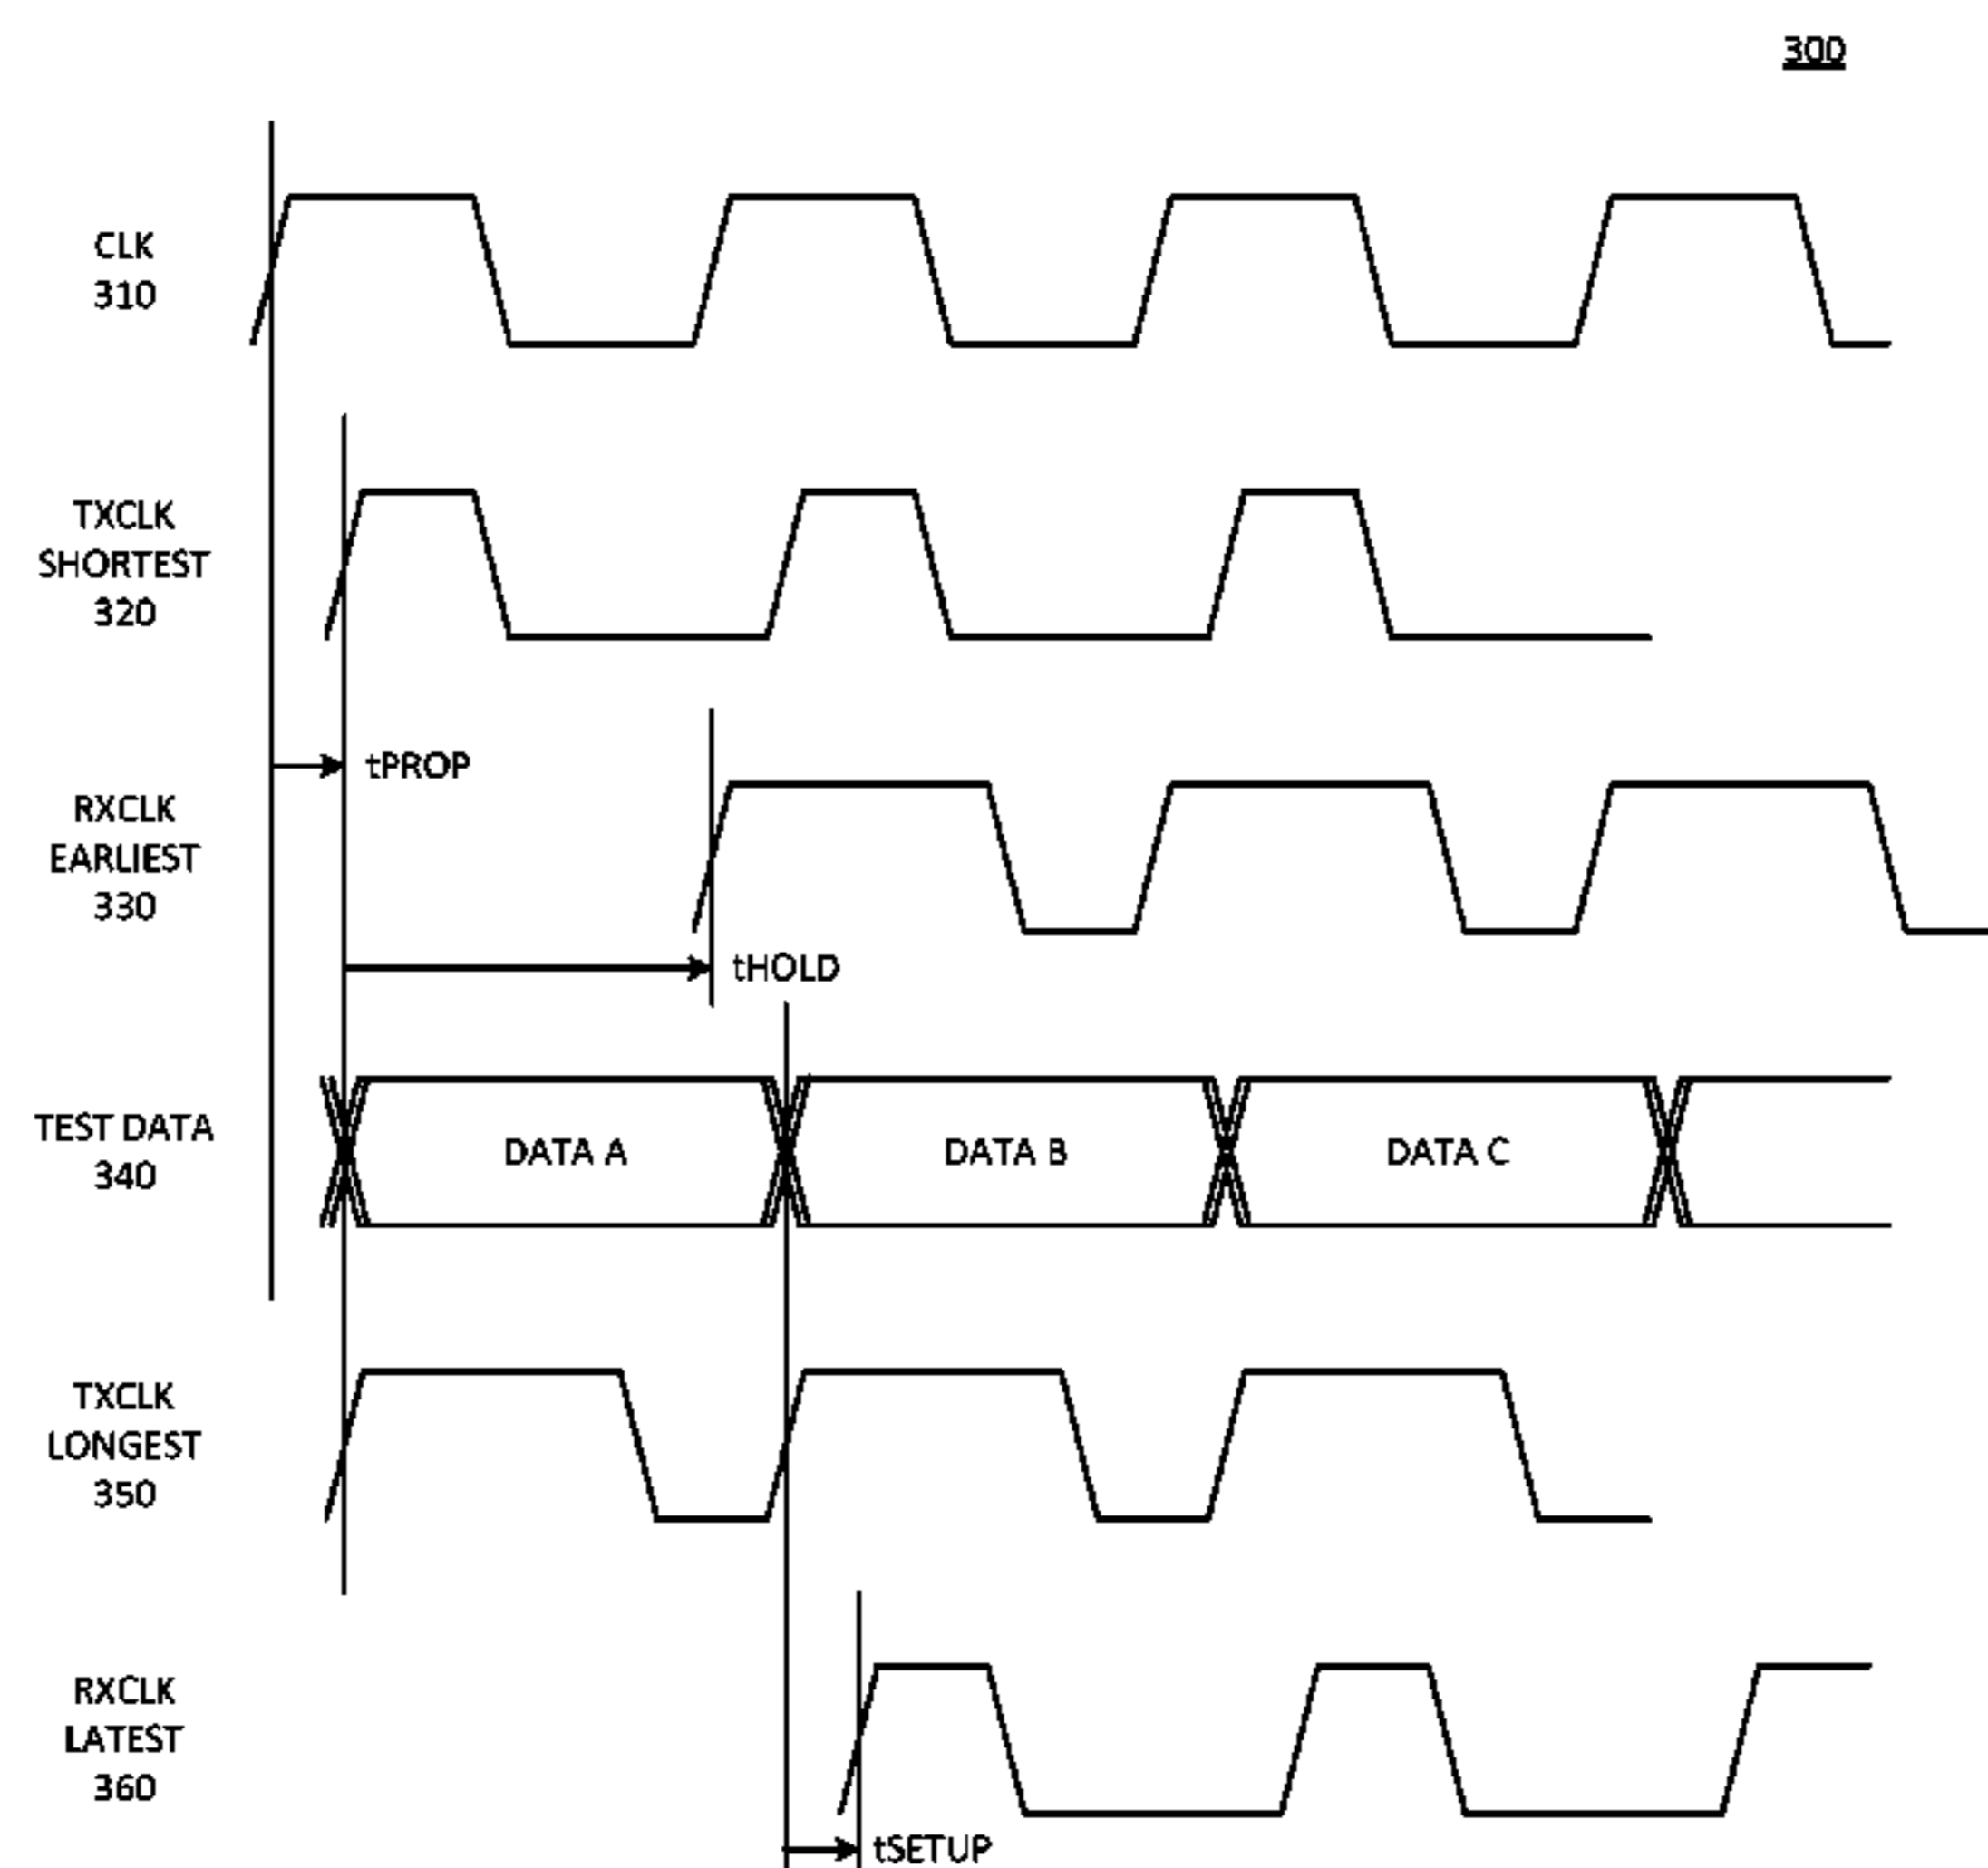 300
CLK
310
TXCLK
SHORTEST
320
tPROP
RXCLK
EARLIEST
330
tHOLD
TEST DATA
340
DATA A
DATA B
DATA C
TXCLK
LONGEST
350
RXCLK
LATEST
360
tSETUP